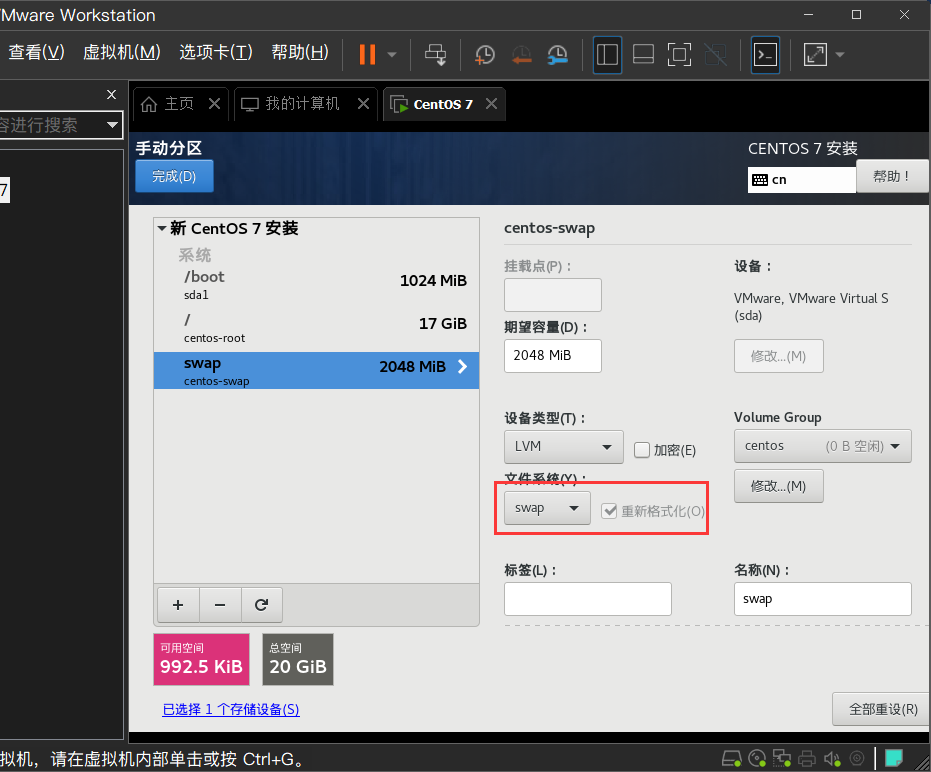 Mware Workstation
查看(V) 虚拟机(M) 选项卡(T) 帮助(H)
容进行搜索
主页 我的计算机 CentOS 7
7
手动分区
完成(D)
CENTOS 7 安装
cn
帮助！
新 CentOS 7 安装
系统
/boot 1024 MiB
sda1
/ 17 GiB
centos-root
swap 2048 MiB
centos-swap
centos-swap
挂载点(P)：
设备：
VMware, VMware Virtual S
(sda)
期望容量(D)：
2048 MiB
修改...(M)
设备类型(T)：
LVM
加密(E)
Volume Group
centos (0 B 空闲)
文件系统(Y)：
swap
重新格式化(O)
修改...(M)
标签(L)：
名称(N)：
swap
可用空间
992.5 KiB
总空间
20 GiB
已选择 1 个存储设备(S)
全部重设(R)
拟机，请在虚拟机内部单击或按 Ctrl+G。